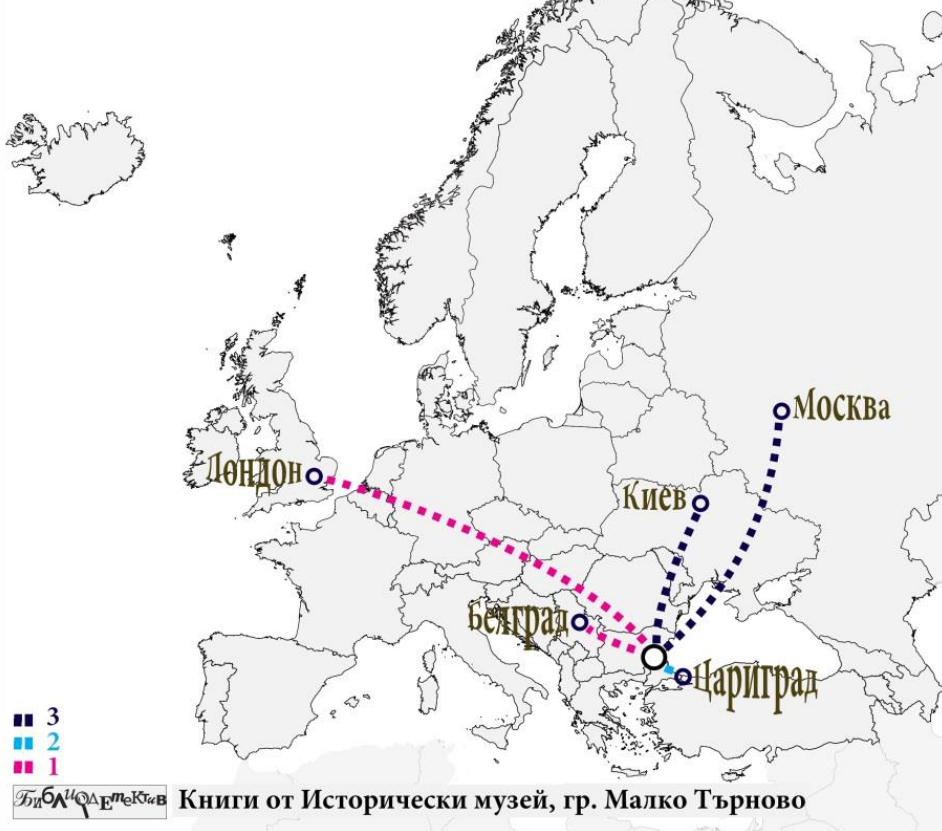 Москва
Лондон
Киев
Белград
Цариград
3
2
1
Библиодетектив
Книги от Исторически музей, гр. Малко Търново